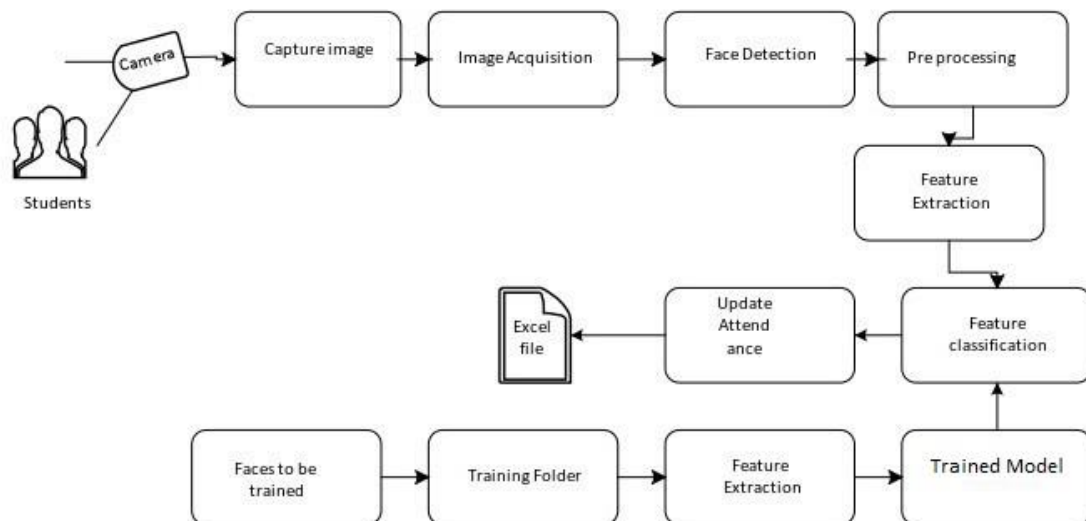 Camera
Capture image
Image Acquisition
Face Detection
Pre processing
Students
Feature
Extraction
Excel
file
Update
Attend
ance
Feature
classification
Faces to be
trained
Training Folder
Feature
Extraction
Trained Model